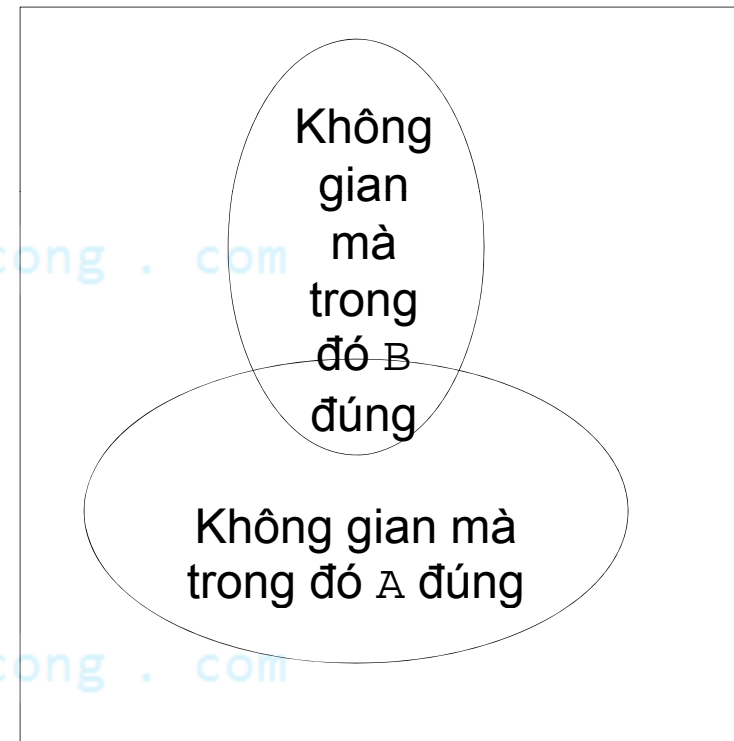 Không
gian
mà
trong
cong . com
đó B
đúng
Không gian mà
trong đó A đúng
cong . com